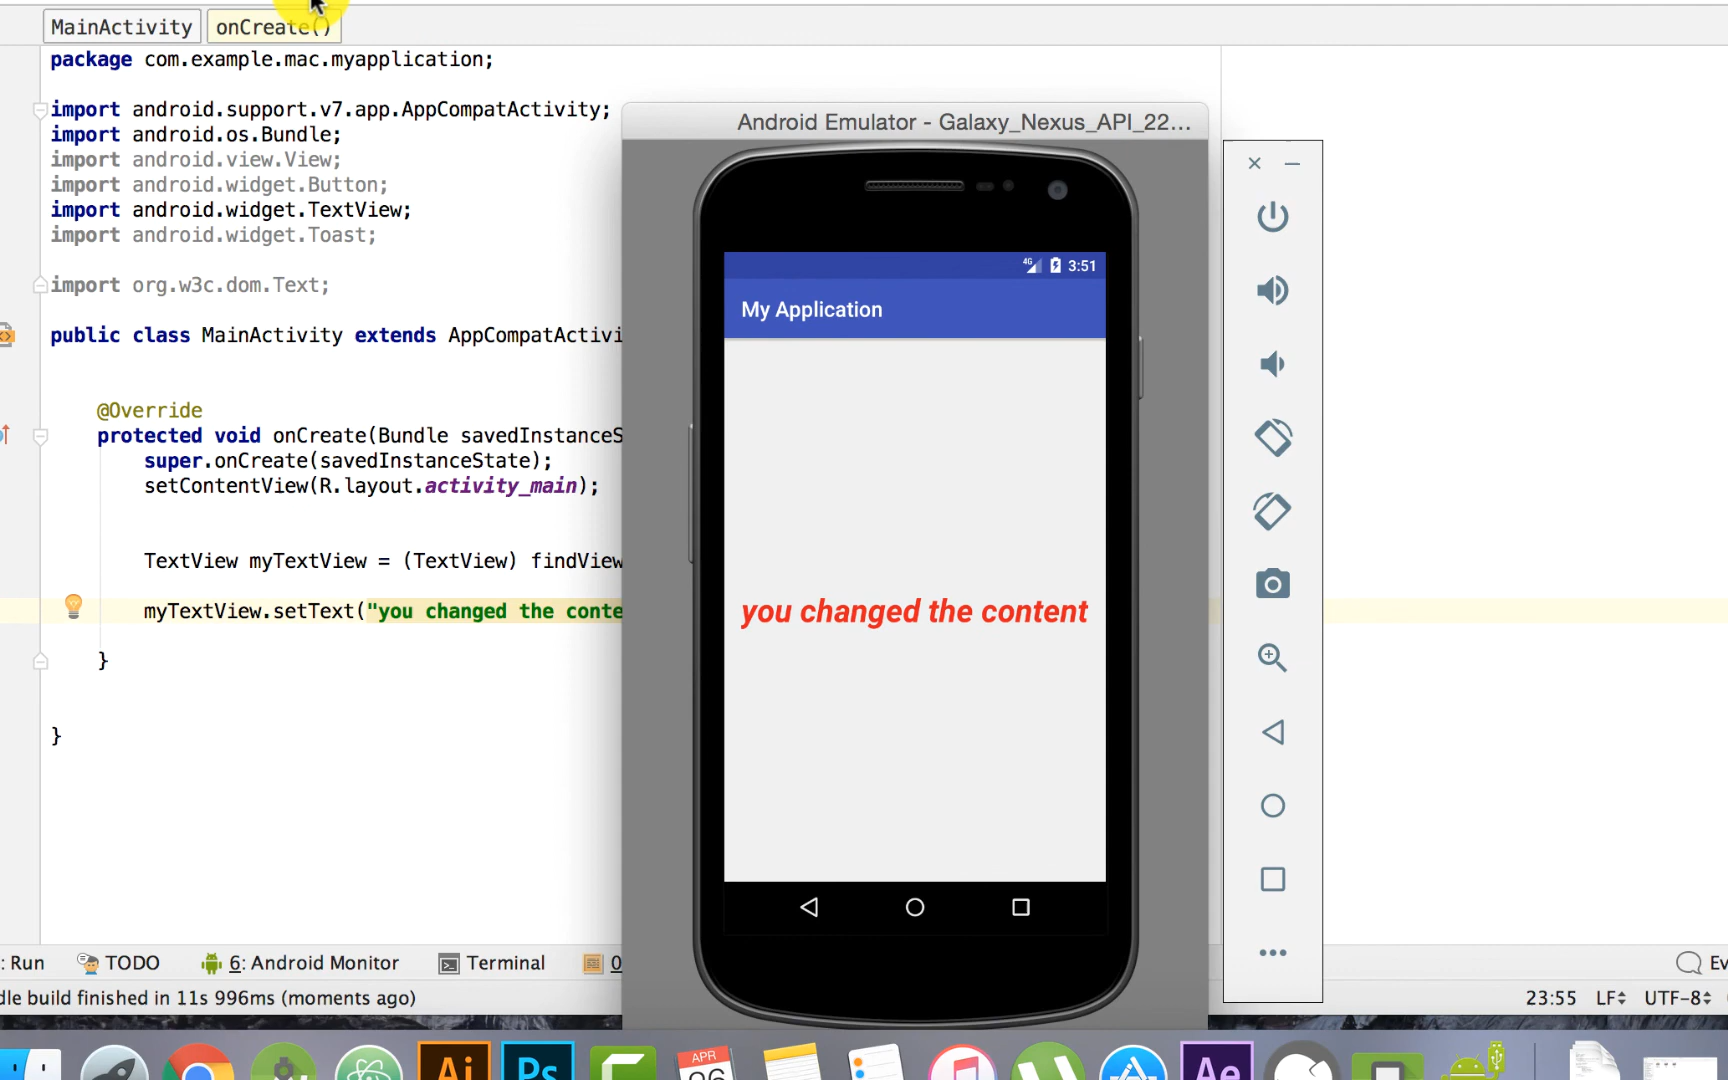 MainActivity onCreate()
package com.example.mac.myapplication;
import android.support.v7.app.AppCompatActivity;
import android.os.Bundle;
import android.view.View;
import android.widget.Button;
import android.widget.TextView;
import android.widget.Toast;
import org.w3c.dom.Text;
public class MainActivity extends AppCompatActivi
@Override
protected void onCreate(Bundle savedInstanceS
super.onCreate(savedInstanceState);
setContentView(R.layout.activity_main);
TextView myTextView = (TextView) findView
myTextView.setText("you changed the conte
}
}
Android Emulator - Galaxy_Nexus_API_22...
4G 3:51
My Application
you changed the content
: Run TODO 6: Android Monitor Terminal 0 Ev
dle build finished in 11s 996ms (moments ago) 23:55 LF UTF-8
Ai Ps APR Ae